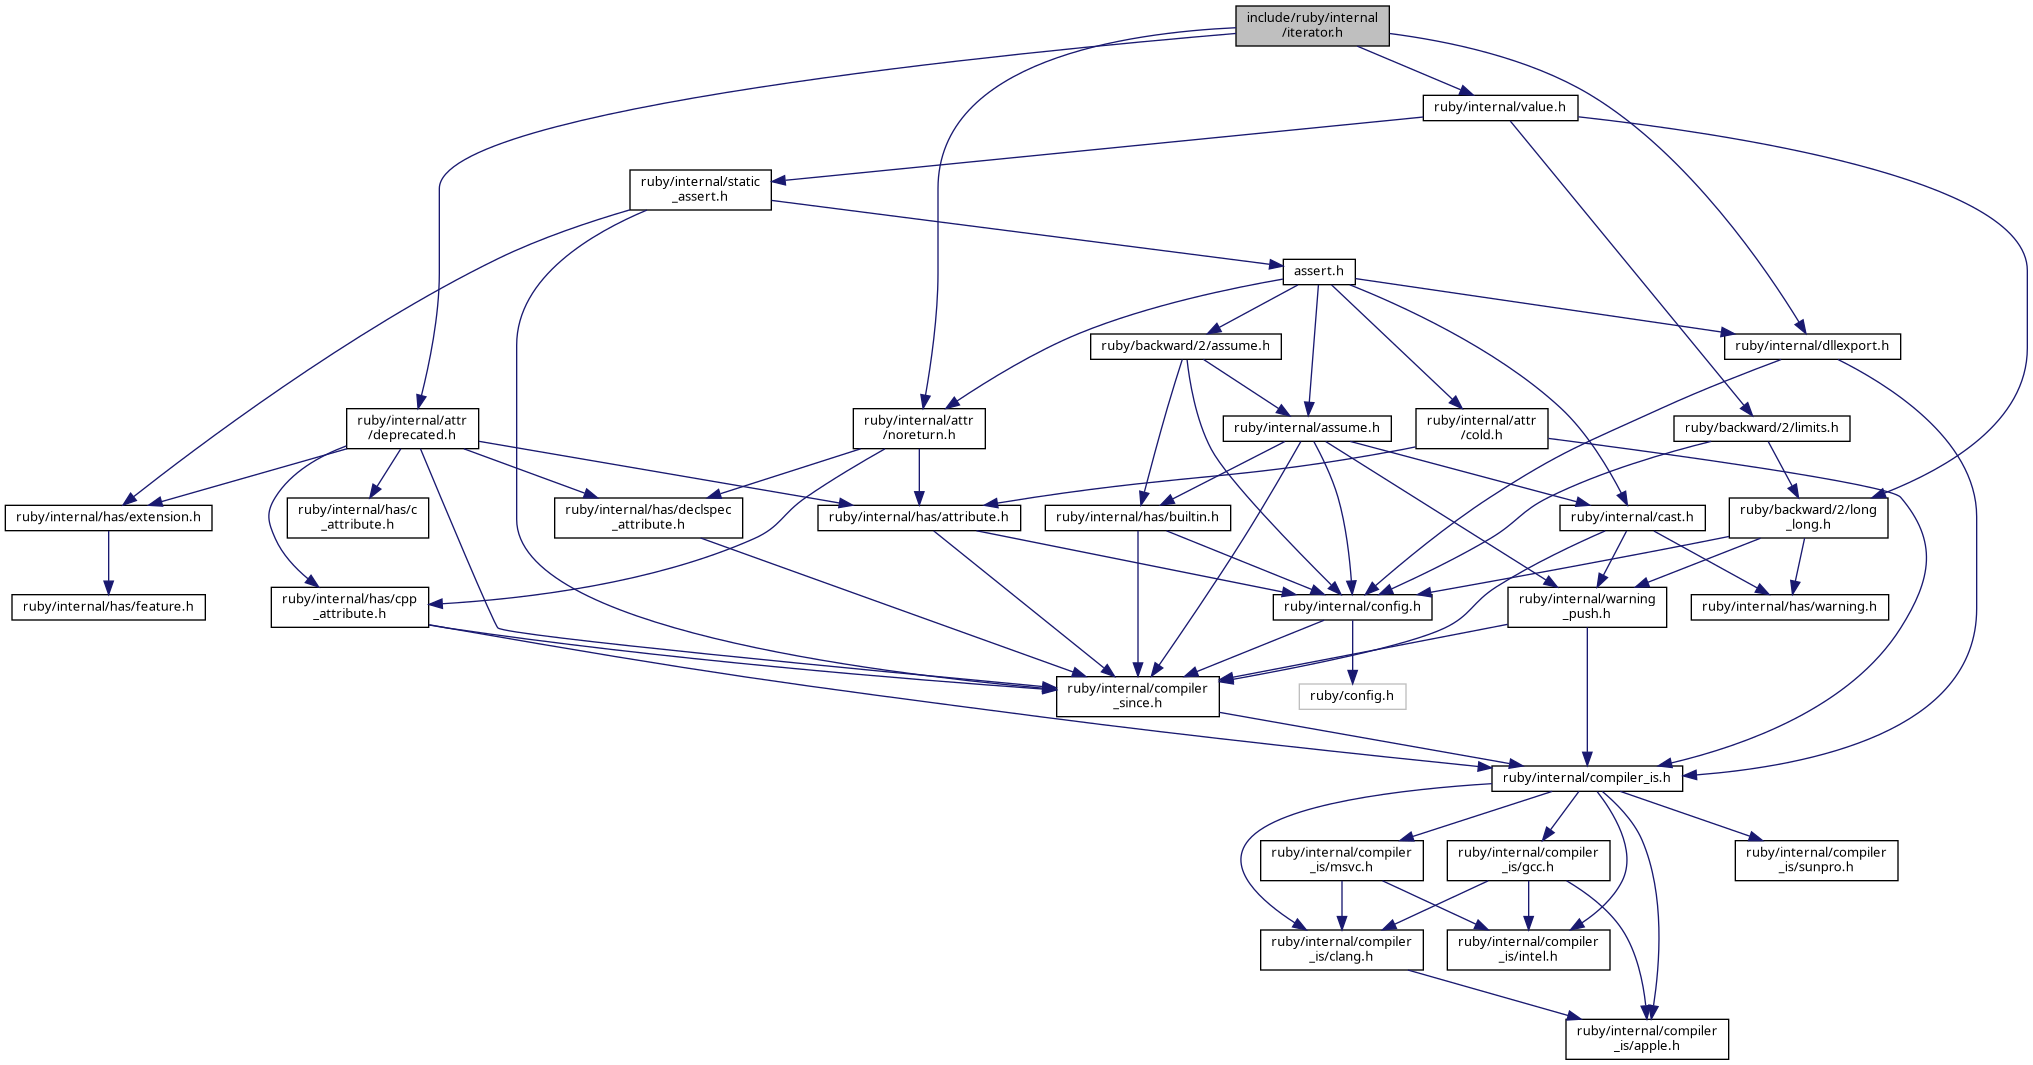 include/ruby/internal
/iterator.h
ruby/internal/value.h
ruby/internal/static
_assert.h
assert.h
ruby/backward/2/assume.h
ruby/internal/dllexport.h
ruby/internal/attr
/deprecated.h
ruby/internal/attr
/noreturn.h
ruby/internal/assume.h
ruby/internal/attr
/cold.h
ruby/backward/2/limits.h
ruby/internal/has/extension.h
ruby/internal/has/c
_attribute.h
ruby/internal/has/declspec
_attribute.h
ruby/internal/has/attribute.h
ruby/internal/has/builtin.h
ruby/internal/cast.h
ruby/backward/2/long
_long.h
ruby/internal/has/feature.h
ruby/internal/has/cpp
_attribute.h
ruby/internal/config.h
ruby/internal/warning
_push.h
ruby/internal/has/warning.h
ruby/internal/compiler
_since.h
ruby/config.h
ruby/internal/compiler_is.h
ruby/internal/compiler
_is/msvc.h
ruby/internal/compiler
_is/gcc.h
ruby/internal/compiler
_is/sunpro.h
ruby/internal/compiler
_is/clang.h
ruby/internal/compiler
_is/intel.h
ruby/internal/compiler
_is/apple.h